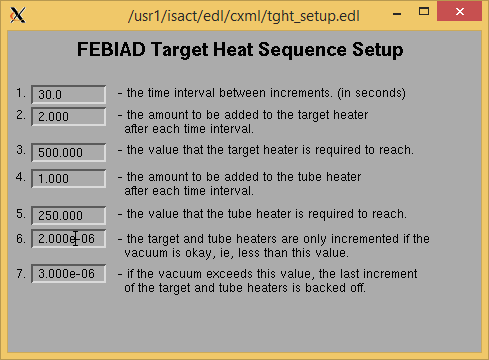 /usr1/isact/edl/cxml/tght_setup.edl
FEBIAD Target Heat Sequence Setup
1. 30.0 - the time interval between increments. (in seconds)
2. 2.000 - the amount to be added to the target heater
after each time interval.
3. 500.000 - the value that the target heater is required to reach.
4. 1.000 - the amount to be added to the tube heater
after each time interval.
5. 250.000 - the value that the tube heater is required to reach.
6. 2.000e-06 - the target and tube heaters are only incremented if the
vacuum is okay, ie, less than this value.
7. 3.000e-06 - if the vacuum exceeds this value, the last increment
of the target and tube heaters is backed off.